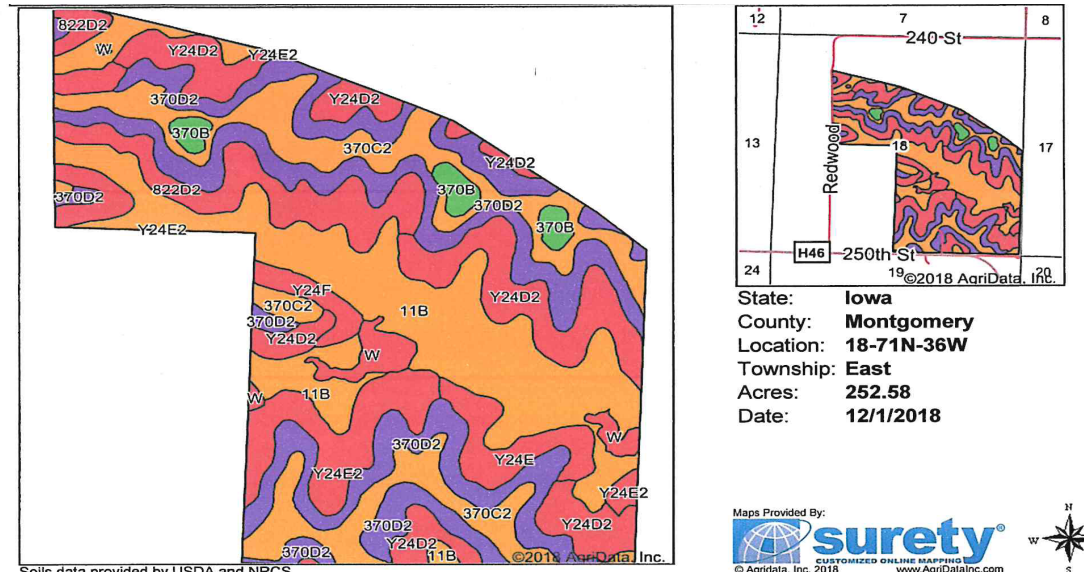 822D2
W
Y24D2
Y24E2
370D2
Y24D2
370B
370C2
Y24D2
370B
370D2
370B
370D2
822D2
Y24E2
Y24F
370C2
370D2
Y24D2
11B
Y24D2
W
W
11B
370D2
W
Y24E2
Y24E
Y24E2
370C2
370D2
Y24D2
Y24D2
370D2
11B
©2018 AgriData, Inc.
Soils data provided by USDA and NRCS.
12
7
8
240 St
13
18
17
Redwood
H46
250th St
24
19
20
©2018 AgriData, Inc.
State: Iowa
County: Montgomery
Location: 18-71N-36W
Township: East
Acres: 252.58
Date: 12/1/2018
Maps Provided By:
surety®
CUSTOMIZED ONLINE MAPPING
© Agridata, Inc. 2018 www.AgriDataInc.com
N
W E
S